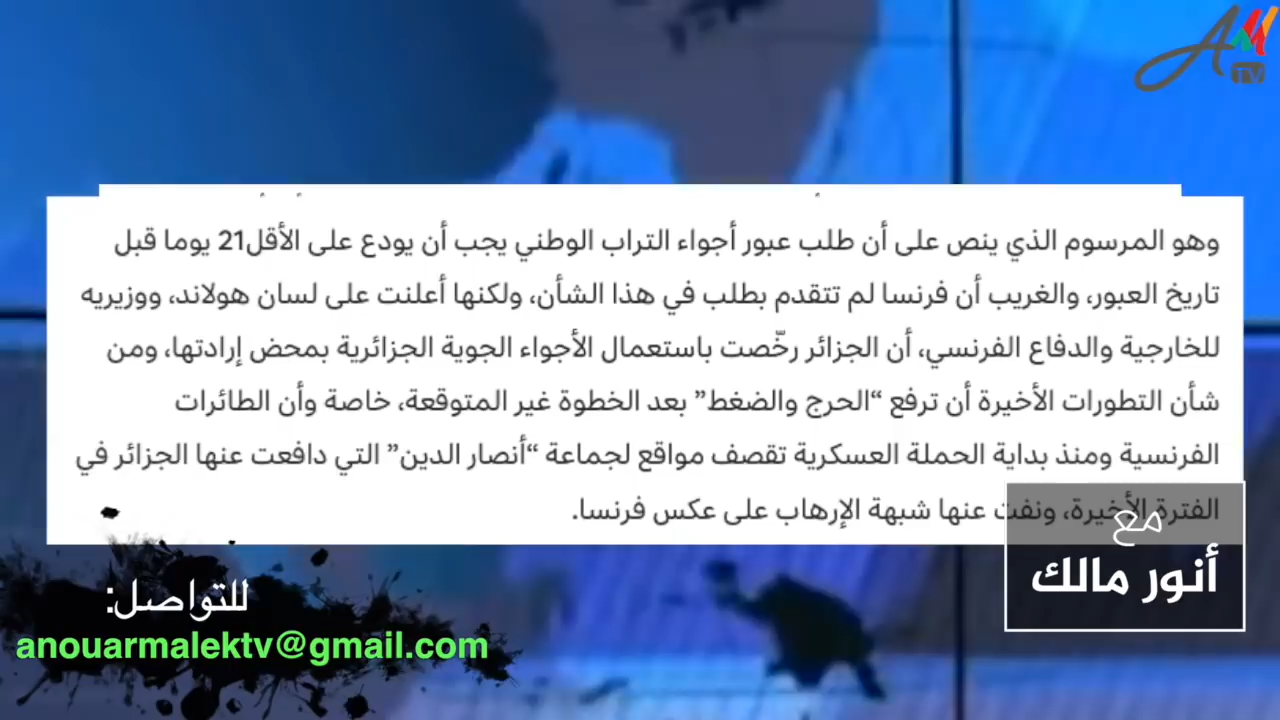 وهو المرسوم الذي ينص على أن طلب عبور أجواء التراب الوطني يجب أن يودع على الأقل21 يوما قبل
تاريخ العبور، والغريب أن فرنسا لم تتقدم بطلب في هذا الشأن، ولكنها أعلنت على لسان هولاند، ووزيريه
للخارجية والدفاع الفرنسي، أن الجزائر رخّصت باستعمال الأجواء الجوية الجزائرية بمحض إرادتها، ومن
شأن التطورات الأخيرة أن ترفع “الحرج والضغط” بعد الخطوة غير المتوقعة، خاصة وأن الطائرات
الفرنسية ومنذ بداية الحملة العسكرية تقصف مواقع لجماعة “أنصار الدين” التي دافعت عنها الجزائر في
الفترة الأخيرة، ونفت عنها شبهة الإرهاب على عكس فرنسا.
مع
أنور مالك
للتواصل:
anouarmalektv@gmail.com
TV